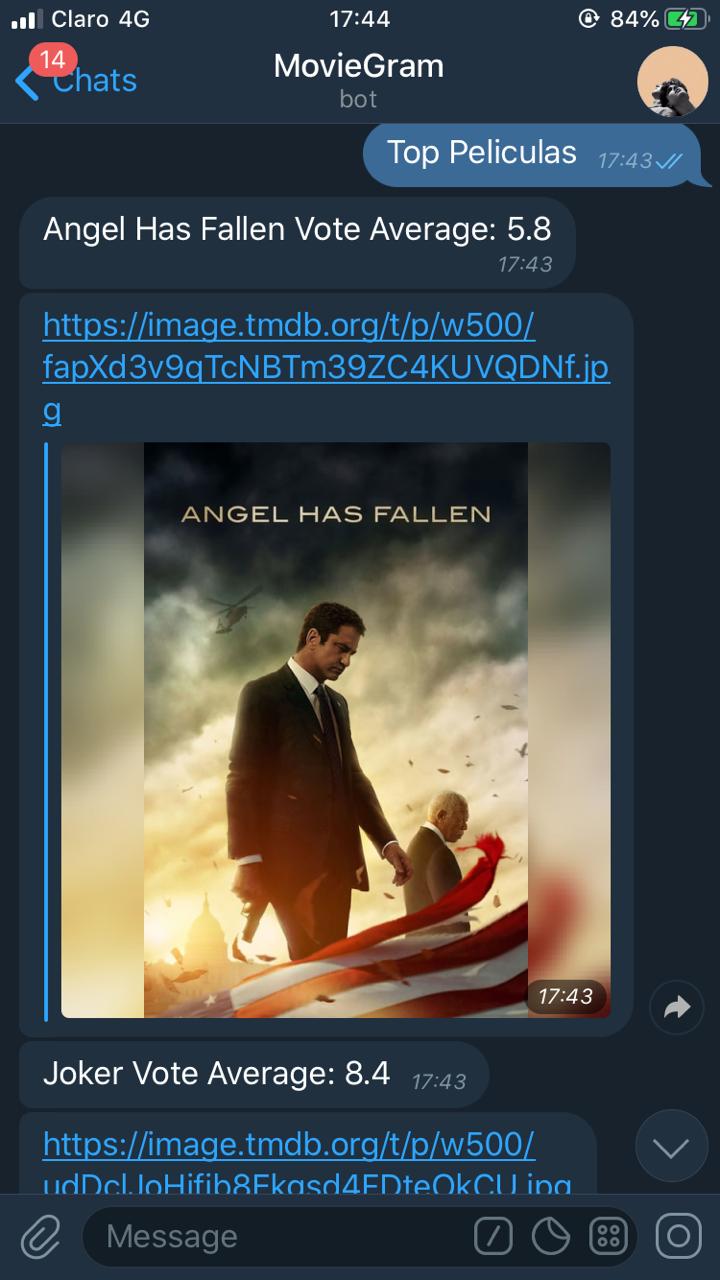 Claro 4G
17:44
84%
14
Chats
MovieGram
bot
Top Peliculas 17:43
Angel Has Fallen Vote Average: 5.8
17:43
https://image.tmdb.org/t/p/w500/
fapXd3v9qTcNBTm39ZC4KUVQDNf.jp
g
ANGEL HAS FALLEN
17:43
Joker Vote Average: 8.4 17:43
https://image.tmdb.org/t/p/w500/
Message